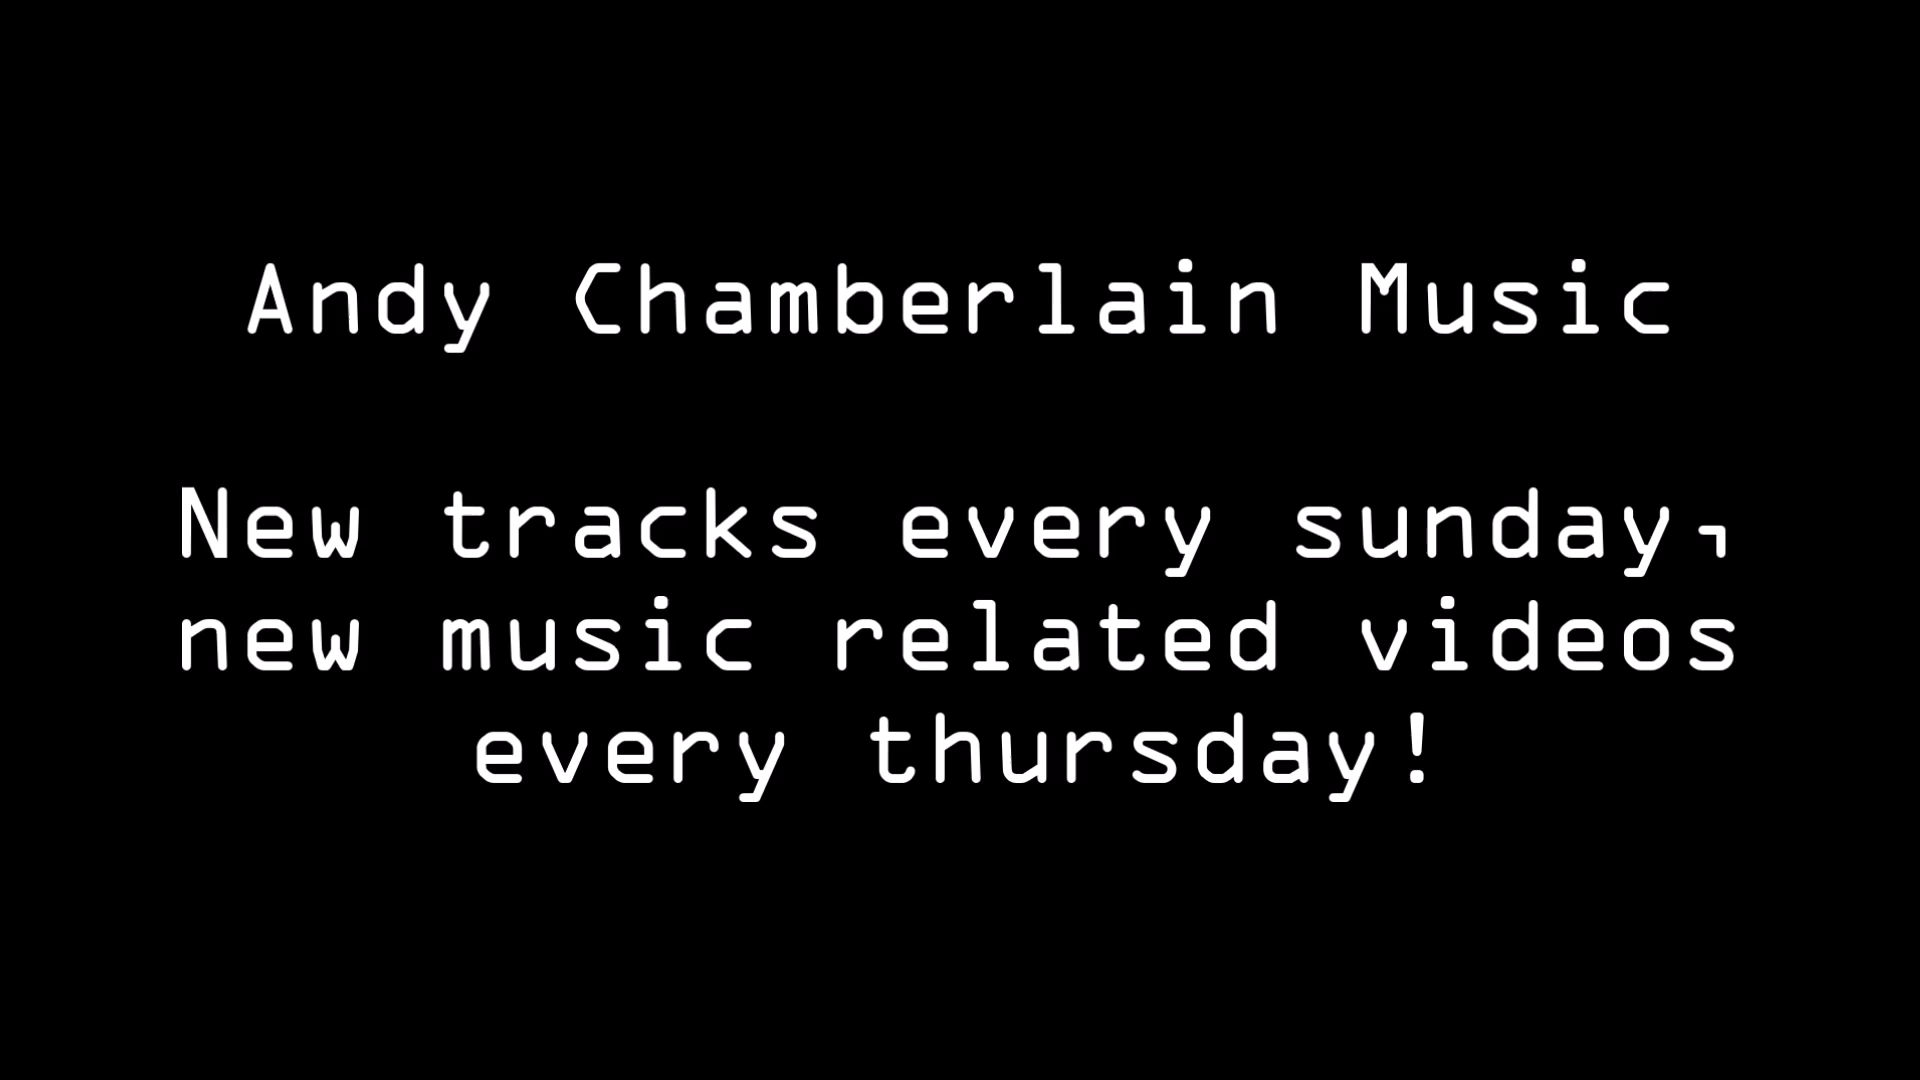 Andy Chamberlain Music
New tracks every sunday,
new music related videos
every thursday!